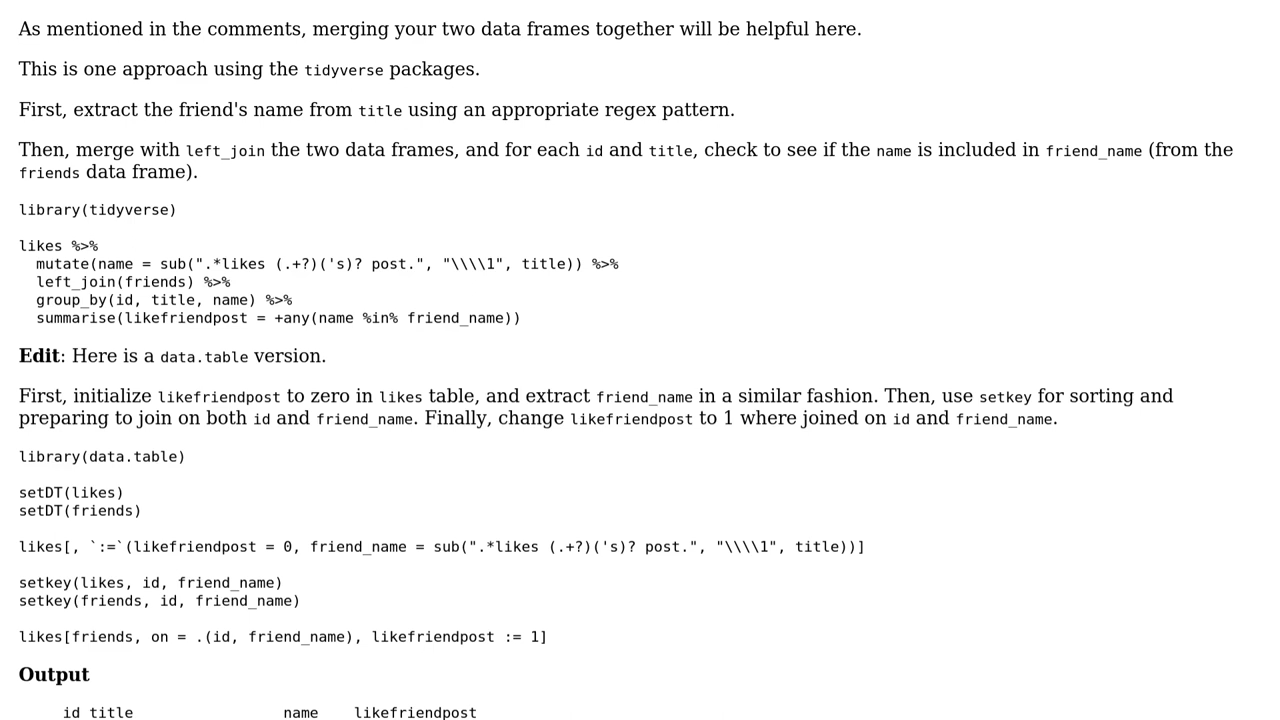 As mentioned in the comments, merging your two data frames together will be helpful here.
This is one approach using the tidyverse packages.
First, extract the friend's name from title using an appropriate regex pattern.
Then, merge with left_join the two data frames, and for each id and title, check to see if the name is included in friend_name (from the
friends data frame).
library(tidyverse)
likes %>%
  mutate(name = sub(".*likes (.+?)('s)? post.", "\\\\1", title)) %>%
  left_join(friends) %>%
  group_by(id, title, name) %>%
  summarise(likefriendpost = +any(name %in% friend_name))
Edit: Here is a data.table version.
First, initialize likefriendpost to zero in likes table, and extract friend_name in a similar fashion. Then, use setkey for sorting and
preparing to join on both id and friend_name. Finally, change likefriendpost to 1 where joined on id and friend_name.
library(data.table)
setDT(likes)
setDT(friends)
likes[, `:=`(likefriendpost = 0, friend_name = sub(".*likes (.+?)('s)? post.", "\\\\1", title))]
setkey(likes, id, friend_name)
setkey(friends, id, friend_name)
likes[friends, on = .(id, friend_name), likefriendpost := 1]
Output
     id title                 name    likefriendpost